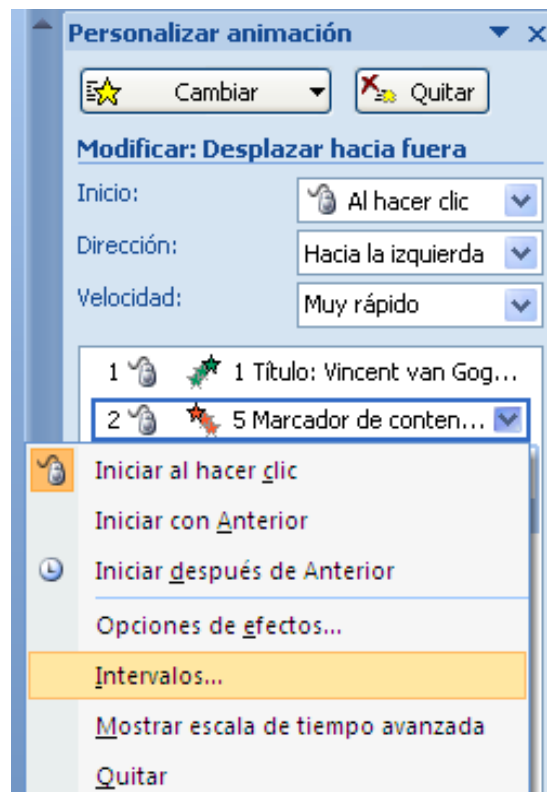 Personalizar animación
Cambiar Quitar
Modificar: Desplazar hacia fuera
Inicio: Al hacer clic
Dirección: Hacia la izquierda
Velocidad: Muy rápido
1 1 Título: Vincent van Gog...
2 5 Marcador de conten...
Iniciar al hacer clic
Iniciar con Anterior
Iniciar después de Anterior
Opciones de efectos...
Intervalos...
Mostrar escala de tiempo avanzada
Quitar